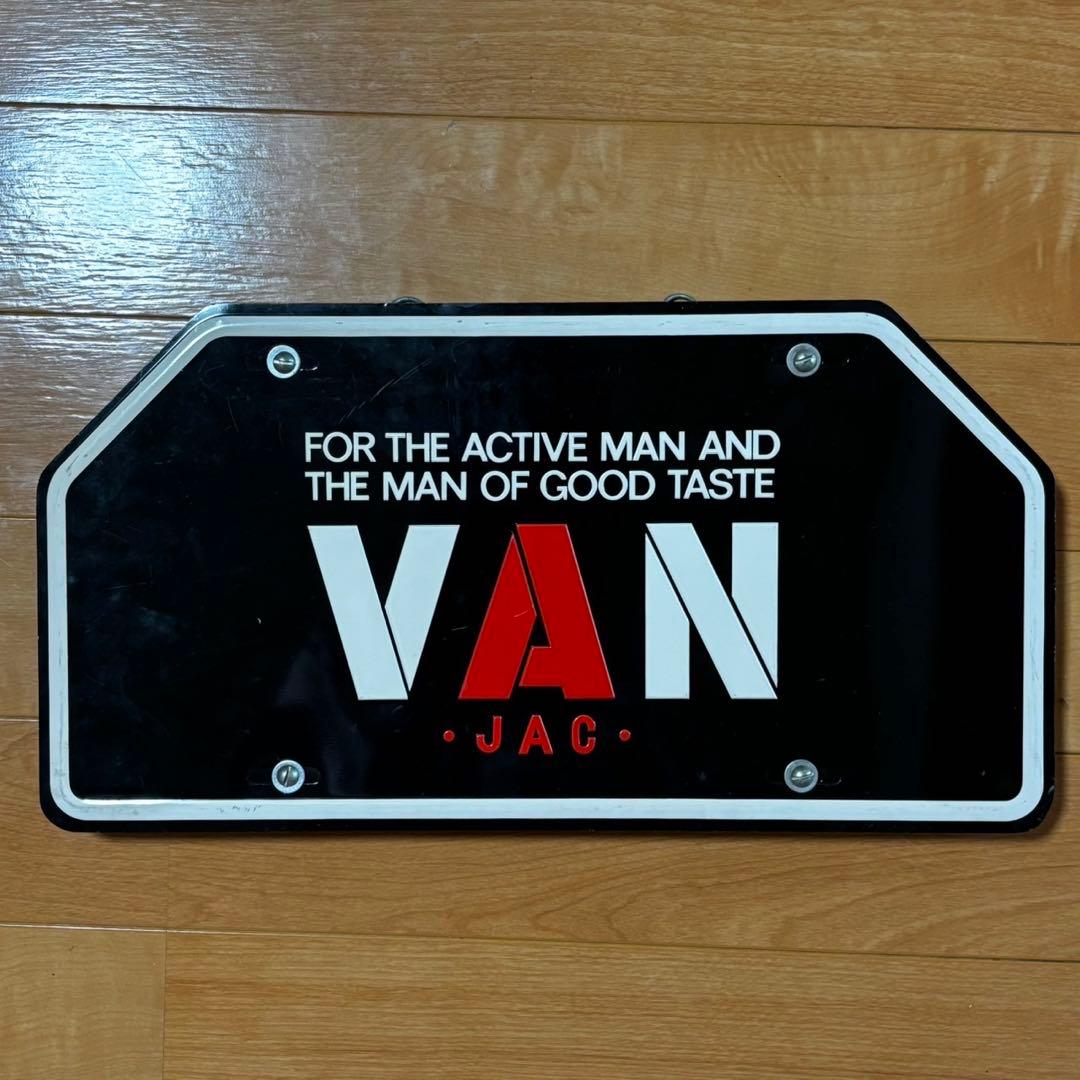 FOR THE ACTIVE MAN AND
THE MAN OF GOOD TASTE
VAN
·JAC·